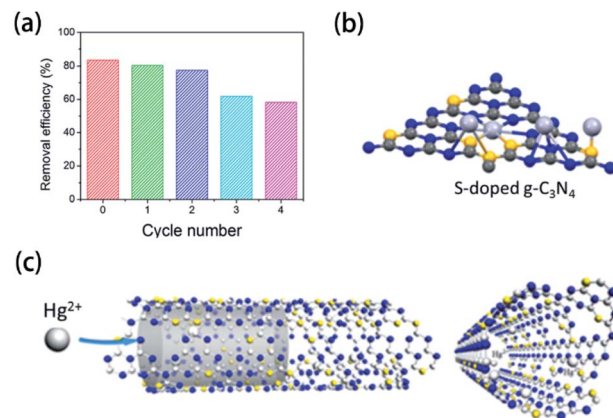 (a)
Removal efficiency (%)
100
80
60
40
20
0
0 1 2 3 4
Cycle number
(b)
S-doped g-C₃N₄
(c)
Hg²⁺